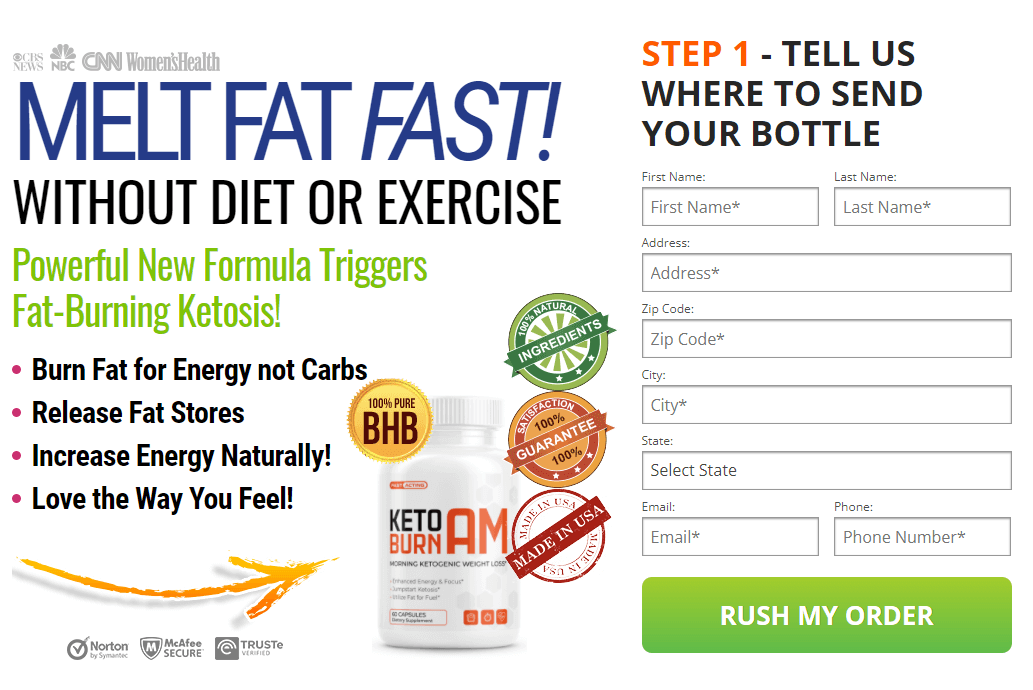 CBS NEWS NBC CNN Women'sHealth
MELT FAT FAST!
WITHOUT DIET OR EXERCISE
Powerful New Formula Triggers
Fat-Burning Ketosis!
Burn Fat for Energy not Carbs
Release Fat Stores
Increase Energy Naturally!
Love the Way You Feel!
100% PURE
BHB
FAST ACTING
KETO
BURN
AM
MORNING KETOGENIC WEIGHT LOSS*
Enhanced Energy & Focus*
Jumpstart Ketosis*
Utilize Fat for Fuel*
60 CAPSULES
Dietary Supplement
100% NATURAL
INGREDIENTS
SATISFACTION
100%
GUARANTEE
100%
MADE IN USA
MADE IN USA
MADE IN USA
Norton
by Symantec
McAfee
SECURE
TRUSTe
VERIFIED
STEP 1 - TELL US
WHERE TO SEND
YOUR BOTTLE
First Name: Last Name:
First Name* Last Name*
Address:
Address*
Zip Code:
Zip Code*
City:
City*
State:
Select State
Email: Phone:
Email* Phone Number*
RUSH MY ORDER